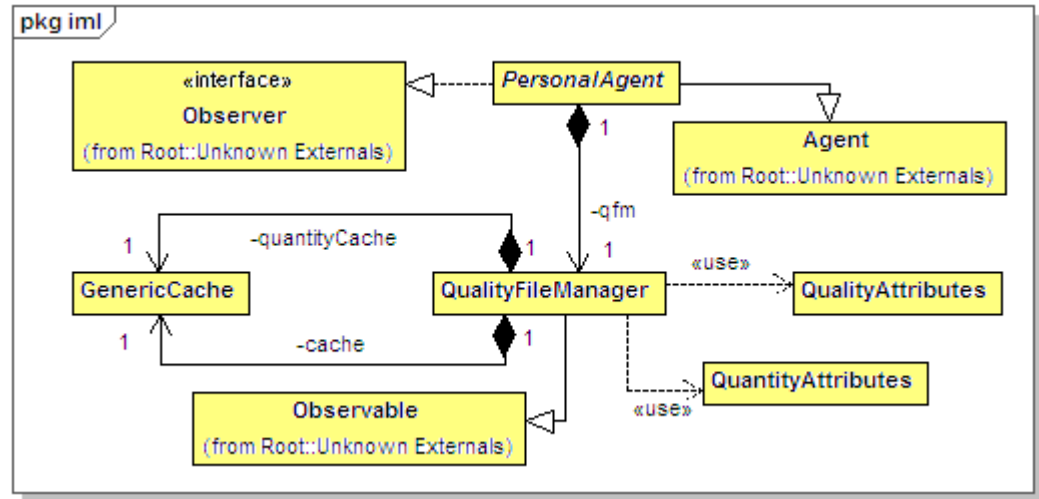 pkg iml
«interface»
Observer
(from Root::Unknown Externals)
PersonalAgent
1
Agent
(from Root::Unknown Externals)
-qfm
1
-quantityCache
1
1
«use»
GenericCache
QualityFileManager
QualityAttributes
1
-cache
1
QuantityAttributes
«use»
Observable
(from Root::Unknown Externals)